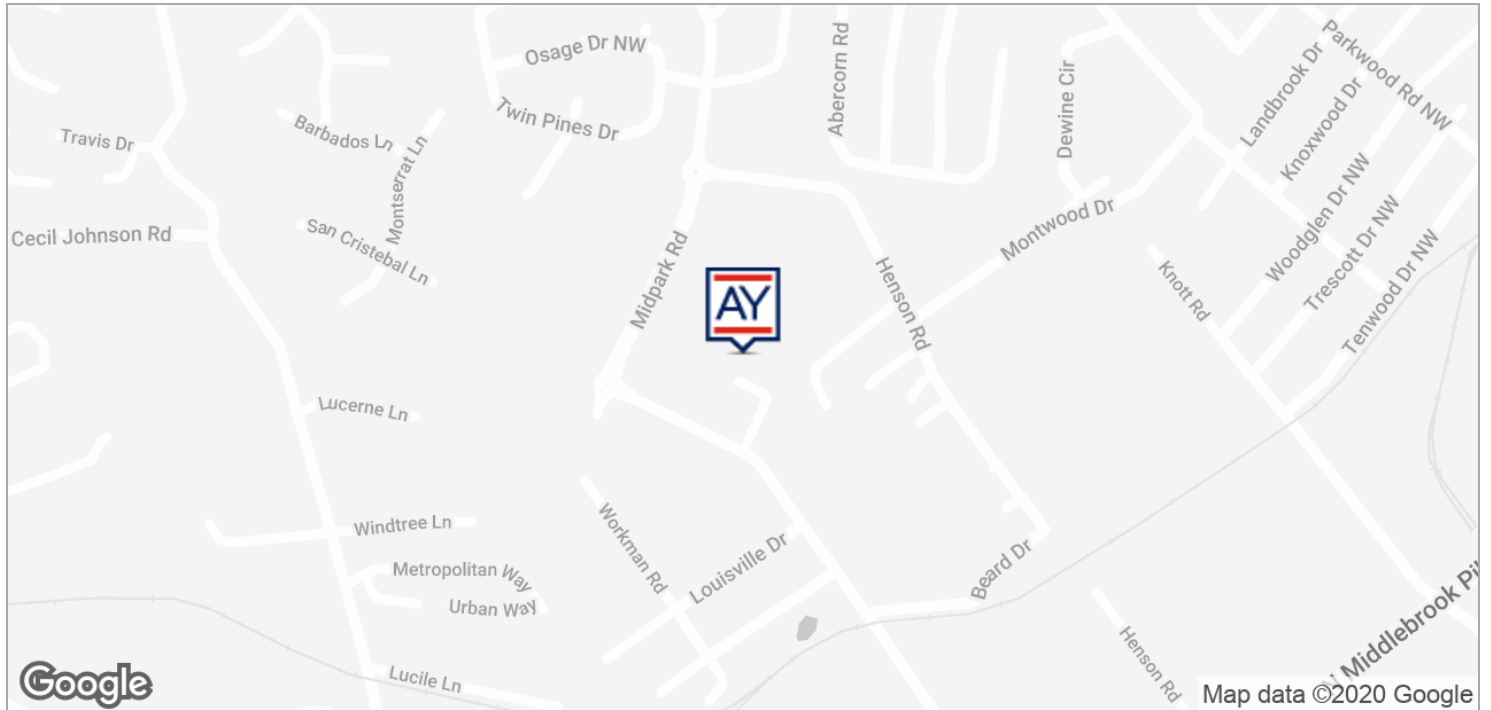 Osage Dr NW
Twin Pines Dr
Abercorn Rd
Dewine Cir
Landbrook Dr
Parkwood Rd NW
Knoxwood Dr
Travis Dr
Barbados Ln
Montserrat Ln
Woodglen Dr NW
Trescott Dr NW
Tenwood Dr NW
Cecil Johnson Rd
San Cristebal Ln
Midpark Rd
AY
Henson Rd
Montwood Dr
Knott Rd
Lucerne Ln
Windtree Ln
Workman Rd
Louisville Dr
Beard Dr
Metropolitan Way
Urban Way
Lucile Ln
Henson Rd
N Middlebrook Pi
Google
Map data ©2020 Google